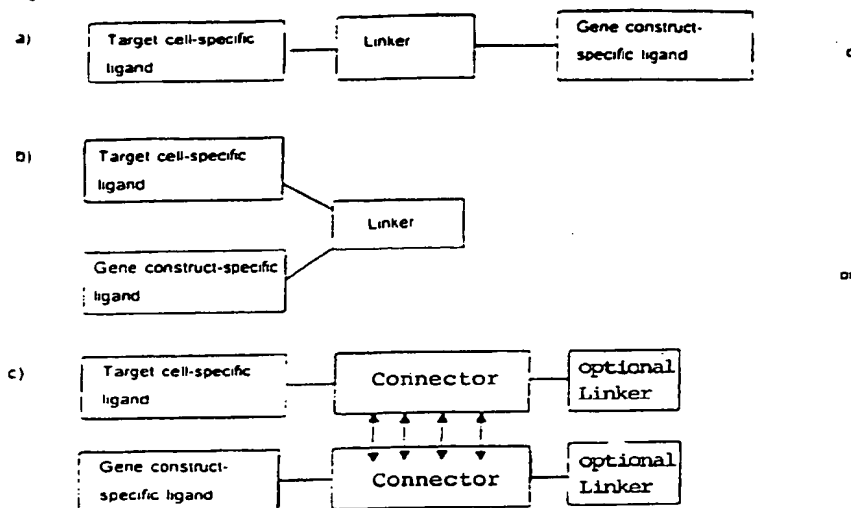 a)
Target cell-specific
ligand
Linker
Gene construct-
specific ligand
b)
Target cell-specific
ligand
Linker
Gene construct-specific
ligand
c)
Target cell-specific
ligand
Connector
optional
Linker
Gene construct-
specific ligand
Connector
optional
Linker